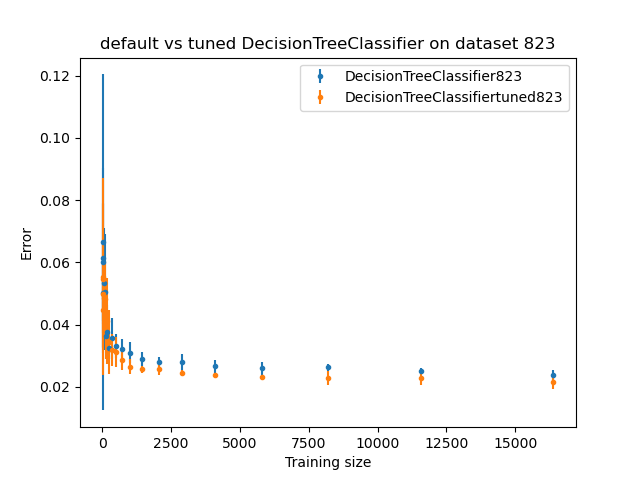 default vs tuned DecisionTreeClassifier on dataset 823
DecisionTreeClassifier823
DecisionTreeClassifiertuned823
0.12
0.10
0.08
0.06
0.04
0.02
Error
0 2500 5000 7500 10000 12500 15000
Training size